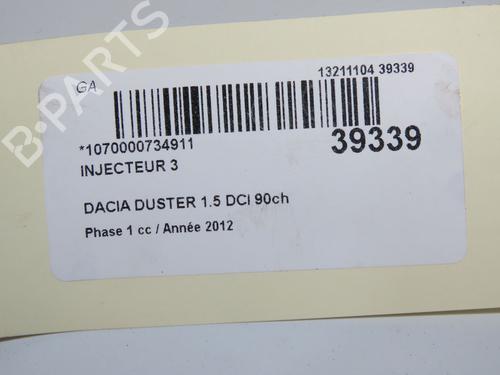 GA
13211104 39339
*1070000734911
39339
INJECTEUR 3
DACIA DUSTER 1.5 DCI 90ch
Phase 1 cc / Année 2012
B-PARTS